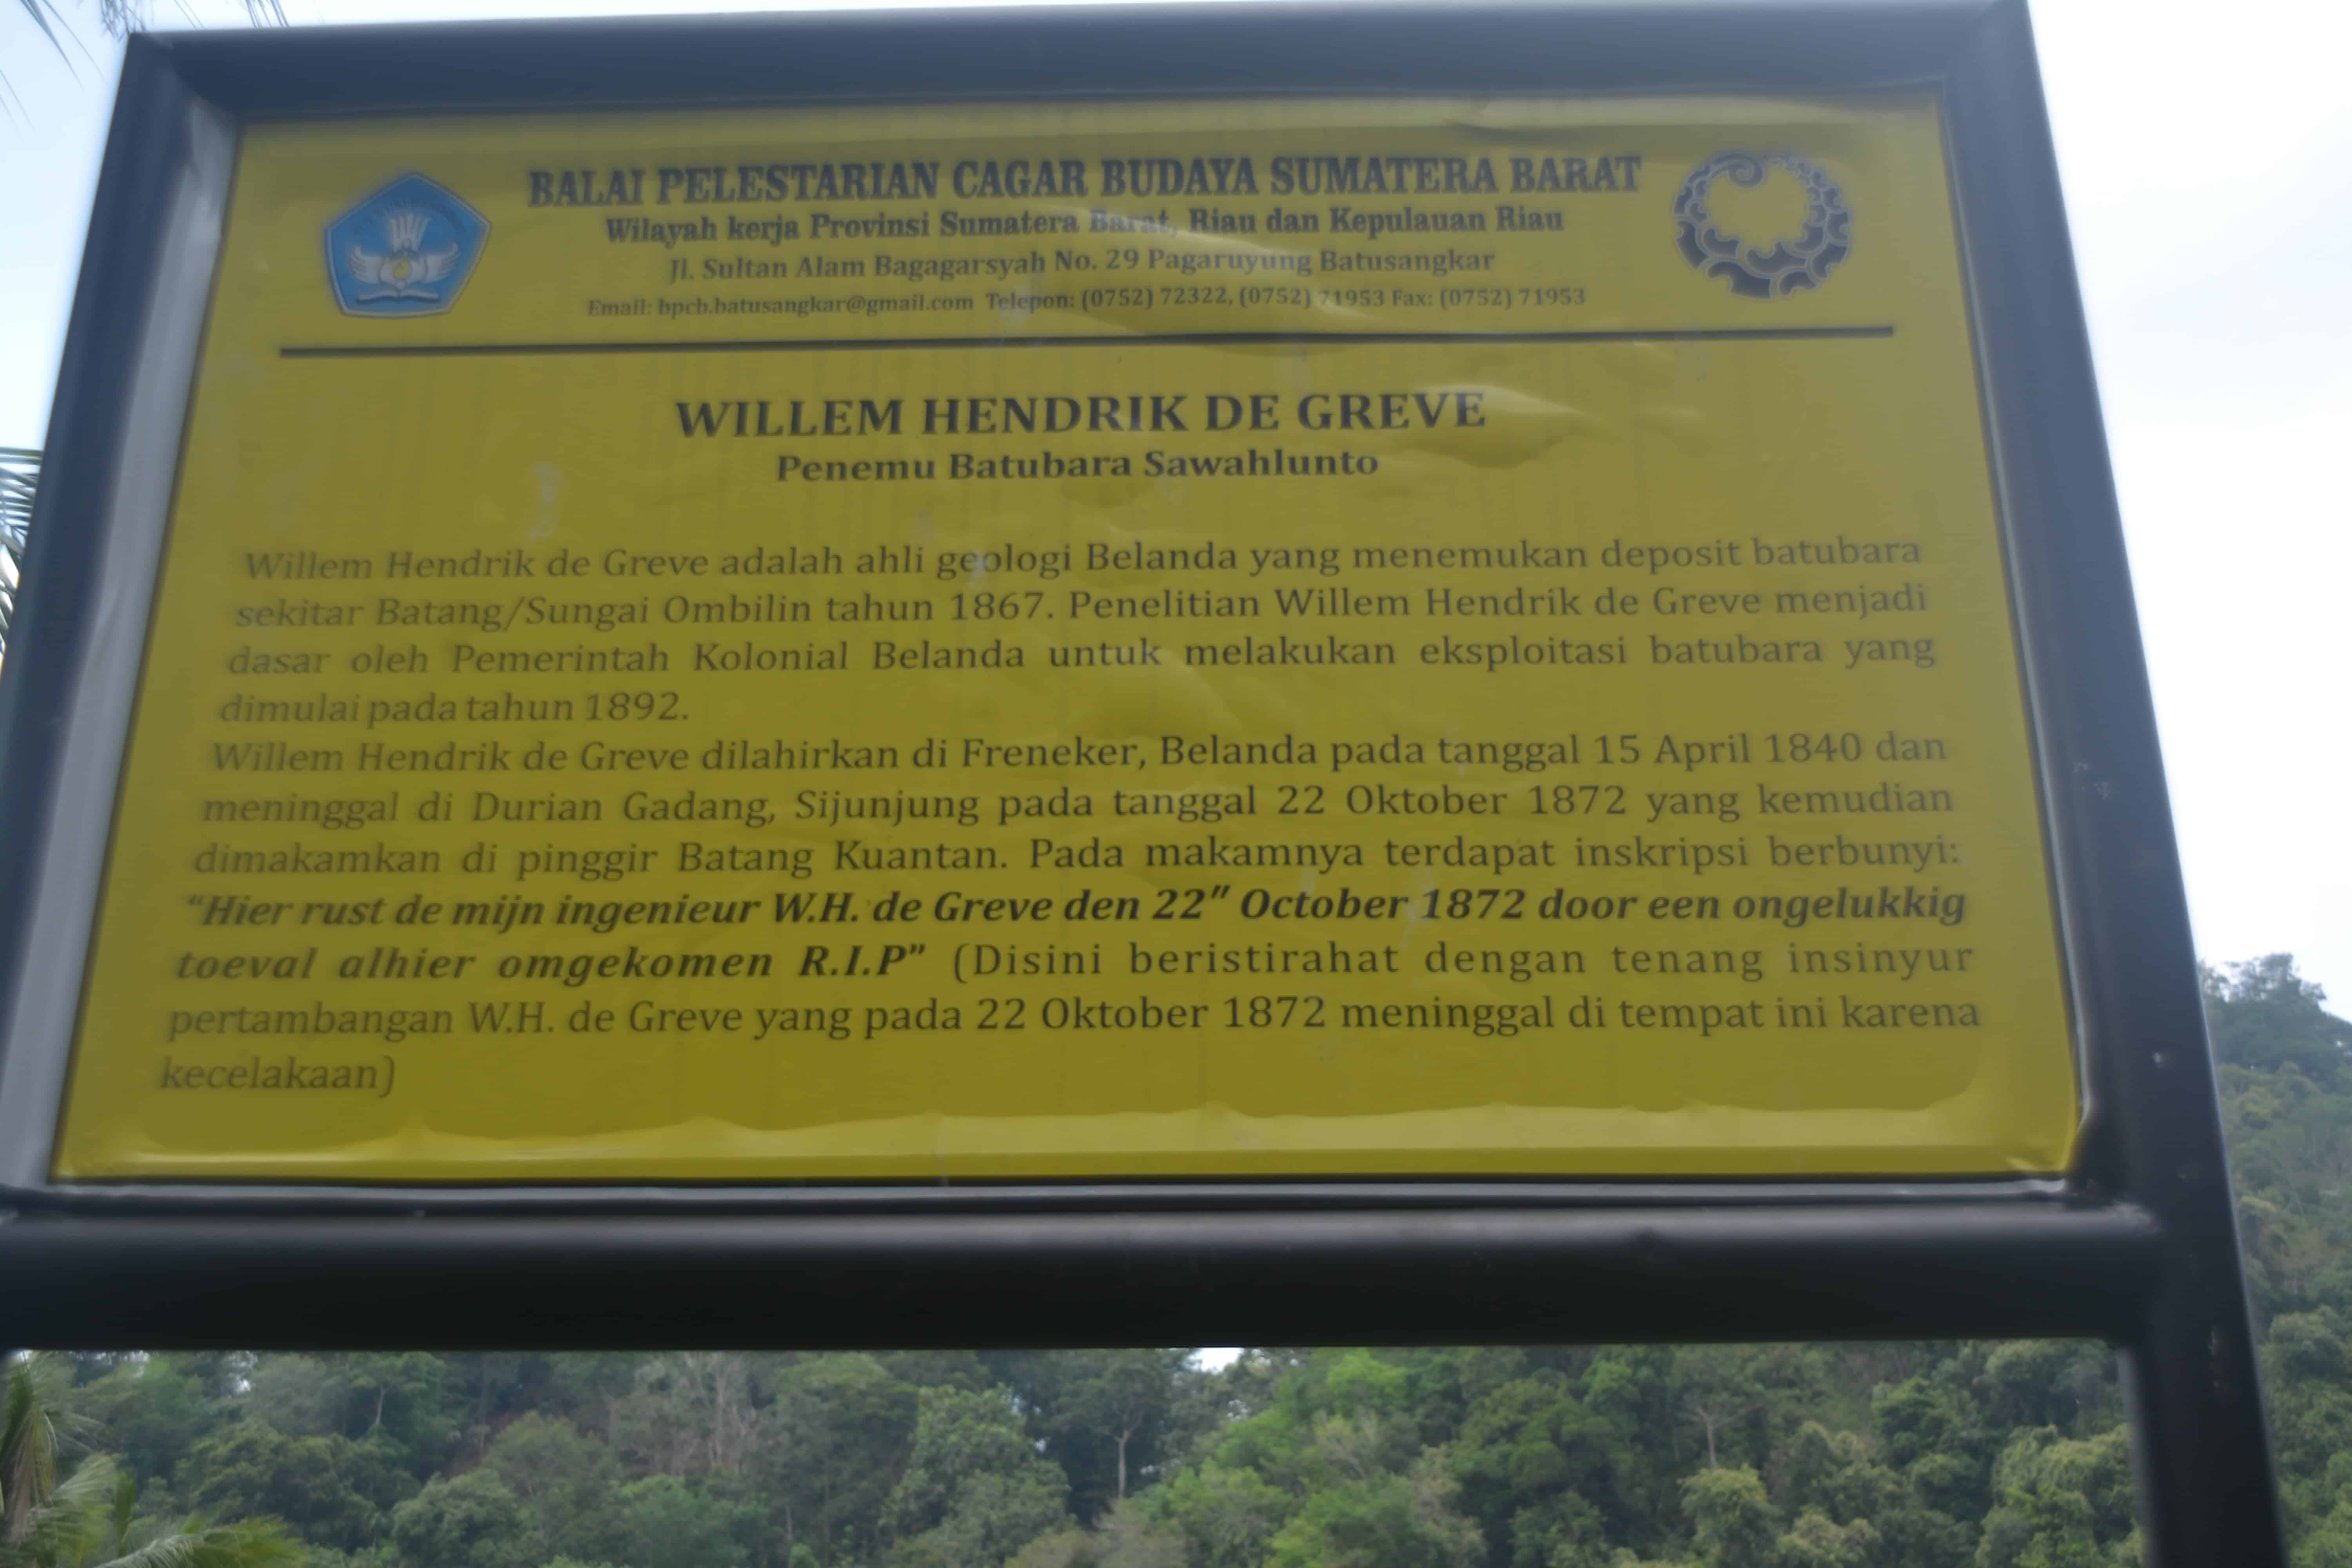 BALAI PELESTARIAN CAGAR BUDAYA SUMATERA BARAT
Wilayah kerja Provinsi Sumatera Barat, Riau dan Kepulauan Riau
Jl. Sultan Alam Bagagarsyah No. 29 Pagaruyung Batusangkar
Email: bpcb.batusangkar@gmail.com Telepon: (0752) 72322, (0752) 71953 Fax: (0752) 71953
WILLEM HENDRIK DE GREVE
Penemu Batubara Sawahlunto
Willem Hendrik de Greve adalah ahli geologi Belanda yang menemukan deposit batubara
sekitar Batang/Sungai Ombilin tahun 1867. Penelitian Willem Hendrik de Greve menjadi
dasar oleh Pemerintah Kolonial Belanda untuk melakukan eksploitasi batubara yang
dimulai pada tahun 1892.
Willem Hendrik de Greve dilahirkan di Freneker, Belanda pada tanggal 15 April 1840 dan
meninggal di Durian Gadang, Sijunjung pada tanggal 22 Oktober 1872 yang kemudian
dimakamkan di pinggir Batang Kuantan. Pada makamnya terdapat inskripsi berbunyi:
“Hier rust de mijn ingenieur W.H. de Greve den 22" October 1872 door een ongelukkig
toeval alhier omgekomen R.I.P” (Disini beristirahat dengan tenang insinyur
pertambangan W.H. de Greve yang pada 22 Oktober 1872 meninggal di tempat ini karena
kecelakaan)